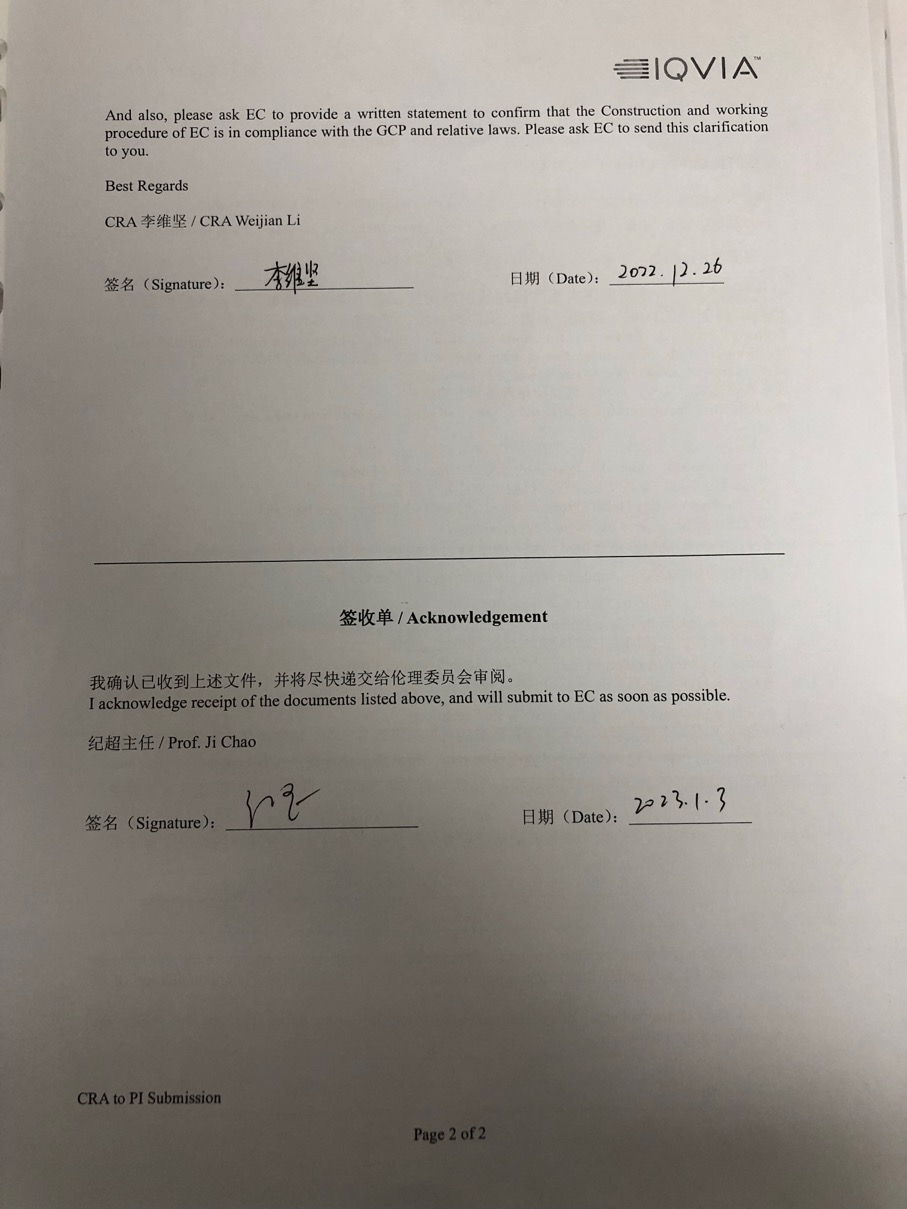 IQVIA™
And also, please ask EC to provide a written statement to confirm that the Construction and working
procedure of EC is in compliance with the GCP and relative laws. Please ask EC to send this clarification
to you.
Best Regards
CRA 李维坚 / CRA Weijian Li
签名（Signature）： 李维坚 日期（Date）： 2022.12.26
签收单 / Acknowledgement
我确认已收到上述文件，并将尽快递交给伦理委员会审阅。
I acknowledge receipt of the documents listed above, and will submit to EC as soon as possible.
纪超主任 / Prof. Ji Chao
签名（Signature）： 日期（Date）： 2023.1.3
CRA to PI Submission
Page 2 of 2